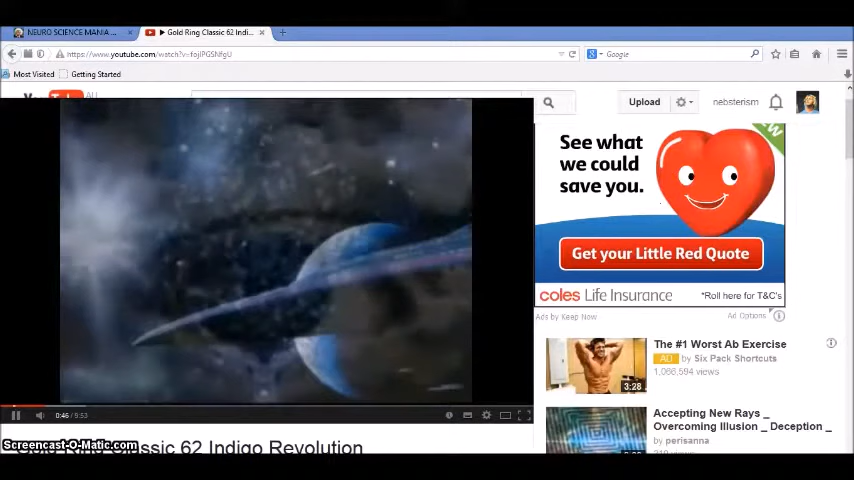 NEURO SCIENCE MANIA ...
▶ Gold Ring Classic 62 Indi...
https://www.youtube.com/watch?v=fojIPGSNfgU
Google
Most Visited
Getting Started
AU
Upload
nebsterism
NEW
See what
we could
save you.
Get your Little Red Quote
coles Life Insurance
*Roll here for T&C's
Ads by Keep Now
Ad Options
The #1 Worst Ab Exercise
AD by Six Pack Shortcuts
1,066,594 views
3:28
Accepting New Rays _
Overcoming Illusion _ Deception _
by perisanna
0:46 / 5:53
Screencast-O-Matic.com
Gold Ring Classic 62 Indigo Revolution